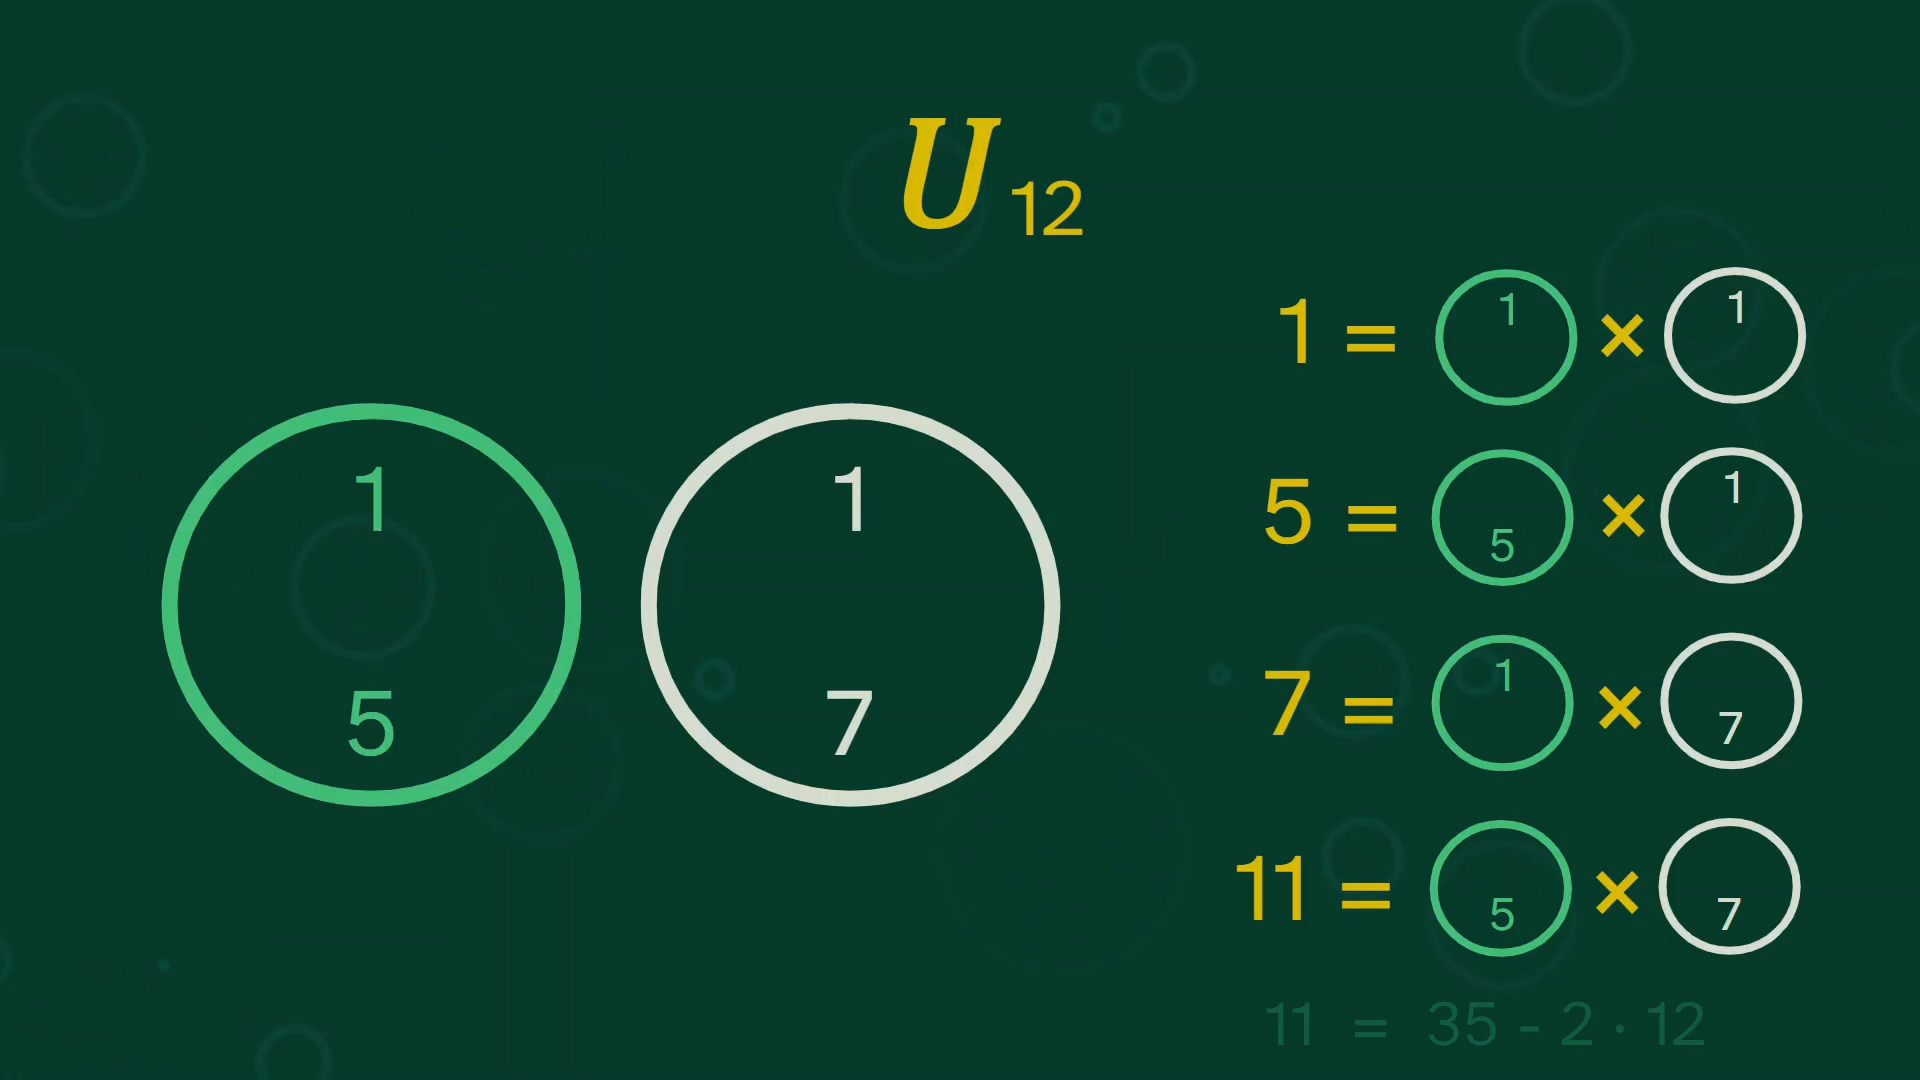 U12
1 1
5 7
1 = 1 × 1
5 = 5 × 1
7 = 1 × 7
11 = 5 × 7
11 = 35 - 2 · 12